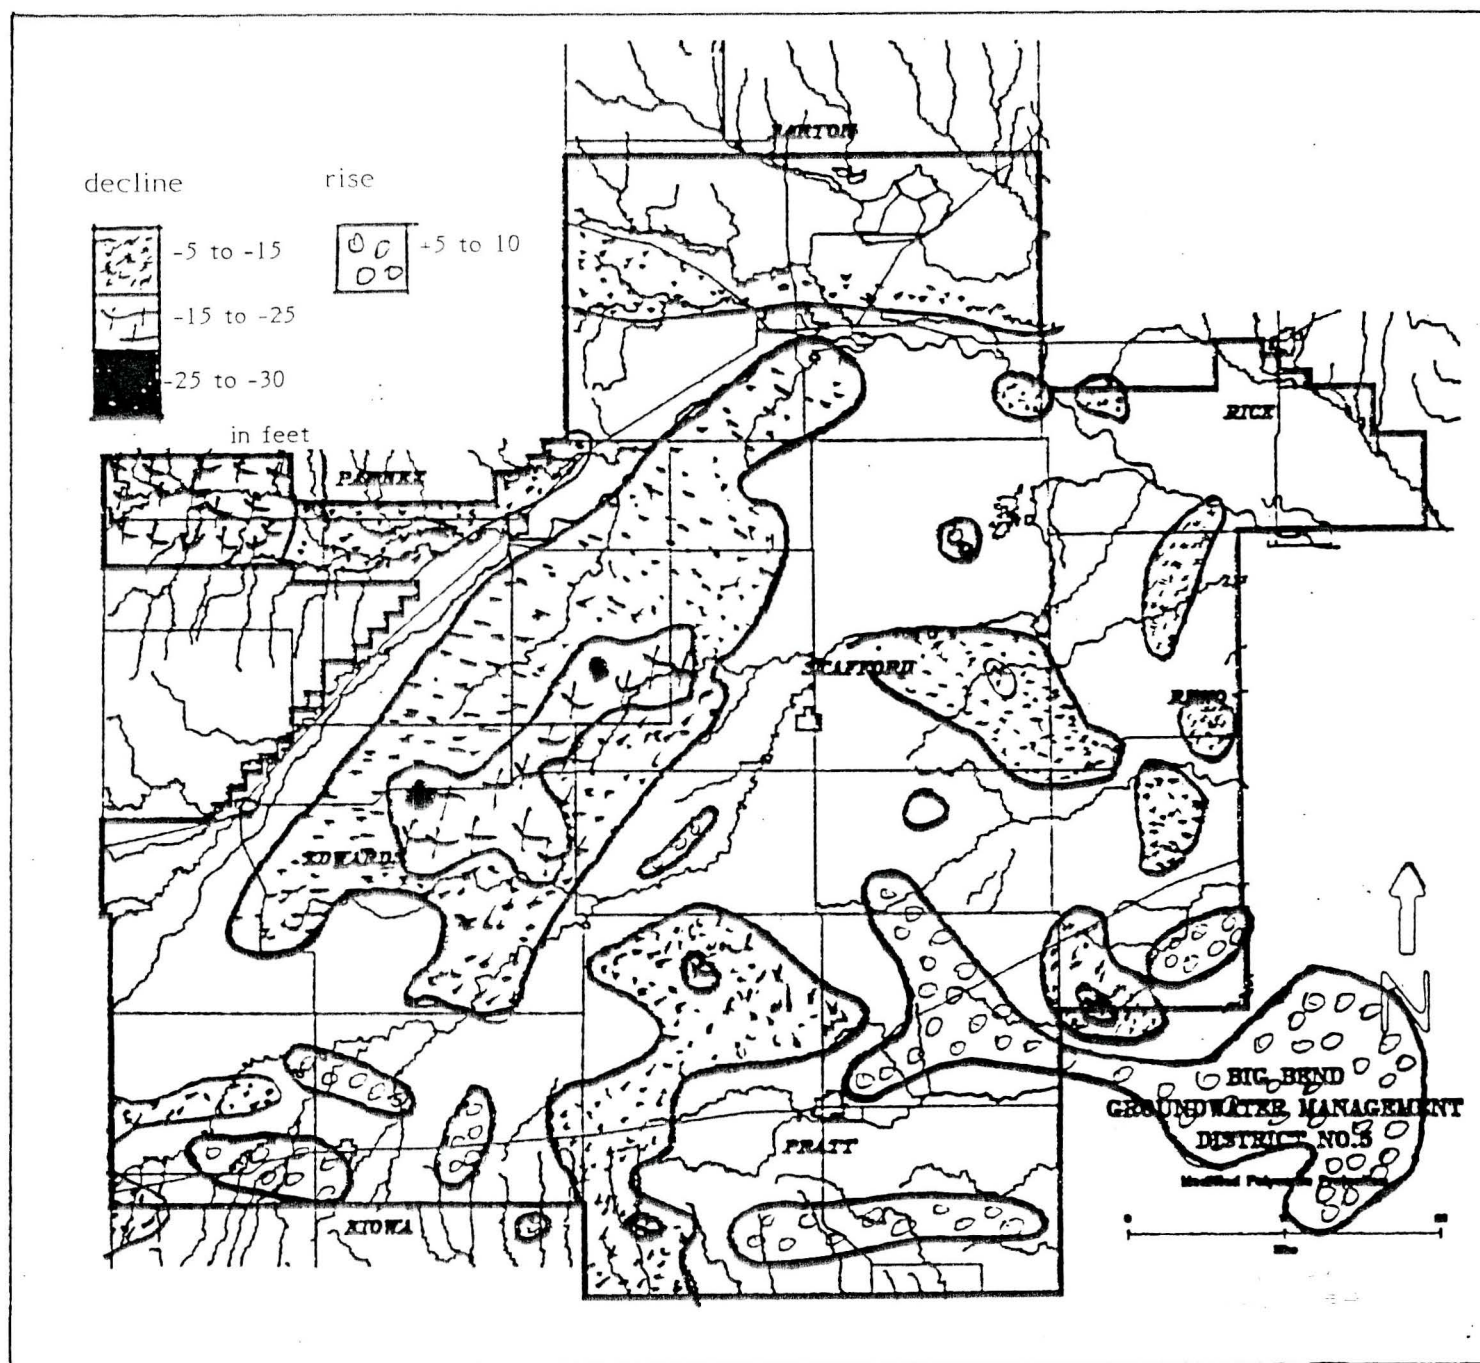 BARTON
decline
rise
-5 to -15
+5 to 10
-15 to -25
-25 to -30
in feet
PAWNEE
RICE
STAFFORD
RENO
EDWARDS
BIG BEND
GROUNDWATER MANAGEMENT
DISTRICT NO.5
PRATT
KIOWA
N